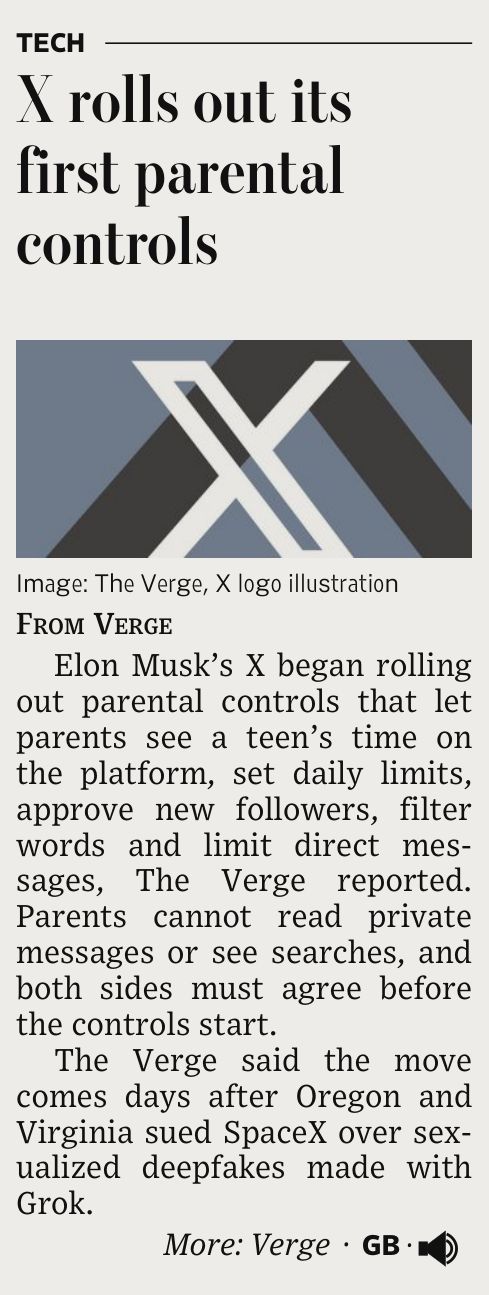 TECH
X rolls out its
first parental
controls
Image: The Verge, X logo illustration
FROM VERGE
Elon Musk’s X began rolling
out parental controls that let
parents see a teen’s time on
the platform, set daily limits,
approve new followers, filter
words and limit direct mes-
sages, The Verge reported.
Parents cannot read private
messages or see searches, and
both sides must agree before
the controls start.
The Verge said the move
comes days after Oregon and
Virginia sued SpaceX over sex-
ualized deepfakes made with
Grok.
More: Verge · GB ·